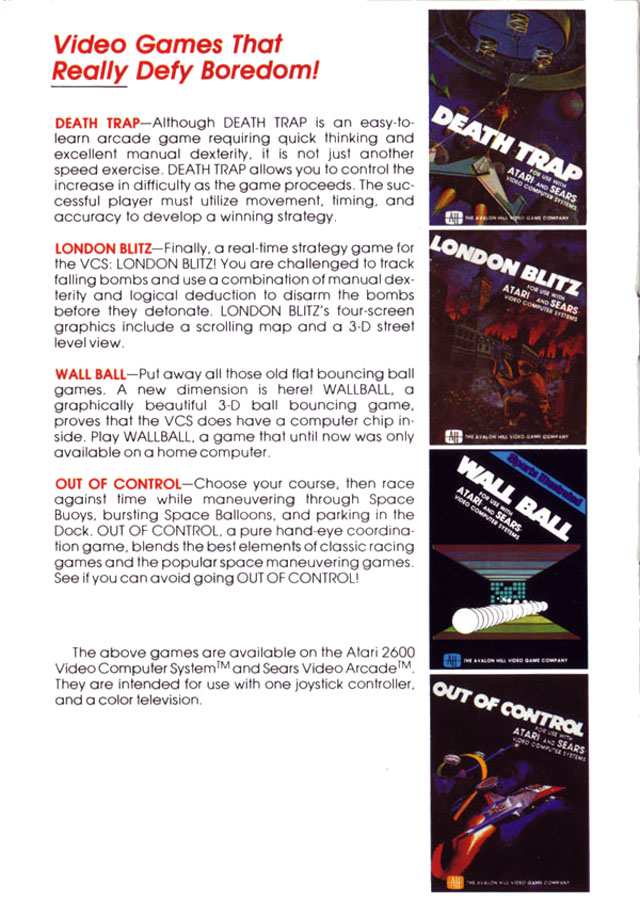 Video Games That
Really Defy Boredom!
DEATH TRAP—Although DEATH TRAP is an easy-to-
learn arcade game requiring quick thinking and
excellent manual dexterity, it is not just another
speed exercise. DEATH TRAP allows you to control the
increase in difficulty as the game proceeds. The suc-
cessful player must utilize movement, timing, and
accuracy to develop a winning strategy.
LONDON BLITZ—Finally, a real-time strategy game for
the VCS: LONDON BLITZ! You are challenged to track
falling bombs and use a combination of manual dex-
terity and logical deduction to disarm the bombs
before they detonate. LONDON BLITZ's four-screen
graphics include a scrolling map and a 3-D street
level view.
WALL BALL—Put away all those old flat bouncing ball
games. A new dimension is here! WALLBALL, a
graphically beautiful 3-D ball bouncing game,
proves that the VCS does have a computer chip in-
side. Play WALLBALL, a game that until now was only
available on a home computer.
OUT OF CONTROL—Choose your course, then race
against time while maneuvering through Space
Buoys, bursting Space Balloons, and parking in the
Dock. OUT OF CONTROL, a pure hand-eye coordina-
tion game, blends the best elements of classic racing
games and the popular space maneuvering games.
See if you can avoid going OUT OF CONTROL!
The above games are available on the Atari 2600
Video Computer System™ and Sears Video Arcade™.
They are intended for use with one joystick controller,
and a color television.
DEATH TRAP
FOR USE WITH
ATARI AND SEARS
VIDEO COMPUTER SYSTEMS
THE AVALON HILL VIDEO GAME COMPANY
LONDON BLITZ
FOR USE WITH
ATARI AND SEARS
VIDEO COMPUTER SYSTEMS
THE AVALON HILL VIDEO GAME COMPANY
Sports Illustrated
WALL BALL
FOR USE WITH
ATARI AND SEARS
VIDEO COMPUTER SYSTEMS
THE AVALON HILL VIDEO GAME COMPANY
OUT OF CONTROL
FOR USE WITH
ATARI AND SEARS
VIDEO COMPUTER SYSTEMS
THE AVALON HILL VIDEO GAME COMPANY